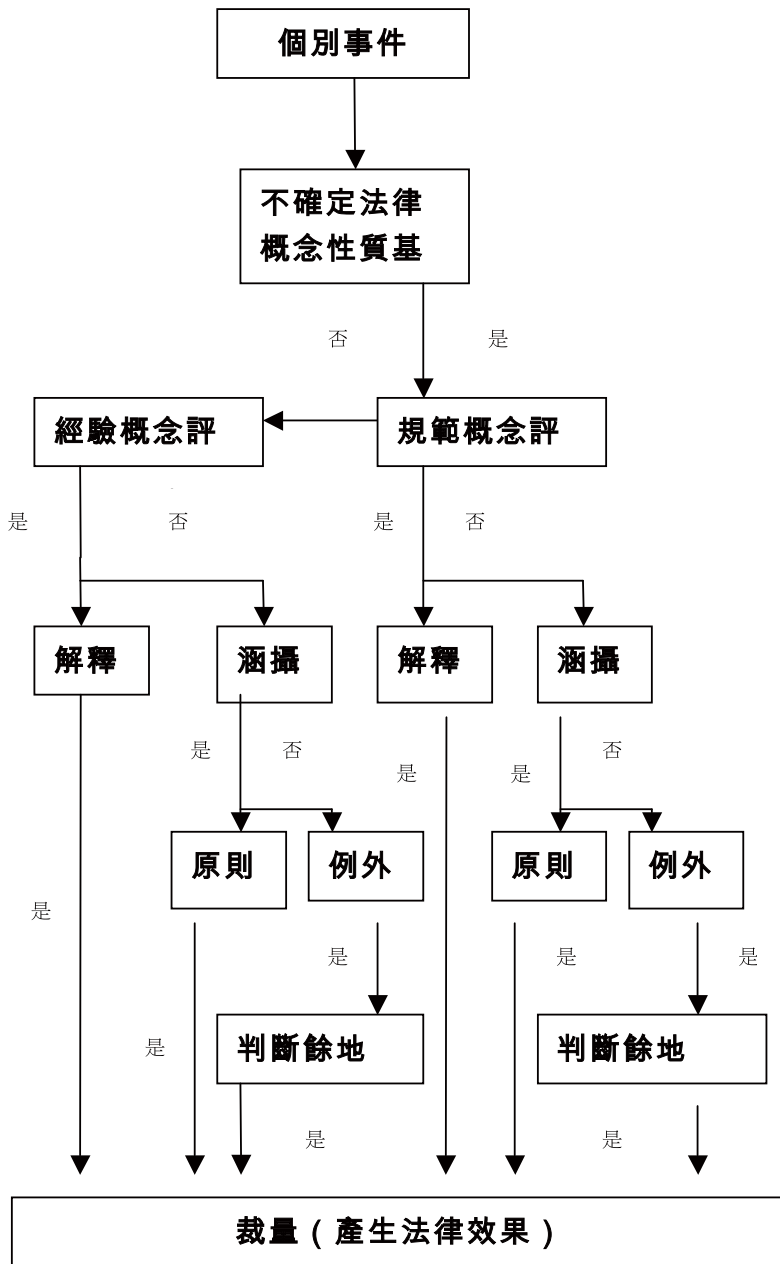 個別事件
不確定法律
概念性質基
否
是
經驗概念評
規範概念評
是
否
是
否
解釋
涵攝
解釋
涵攝
是
否
是
是
否
原則
例外
原則
例外
是
是
是
是
是
判斷餘地
判斷餘地
是
是
裁量（產生法律效果）